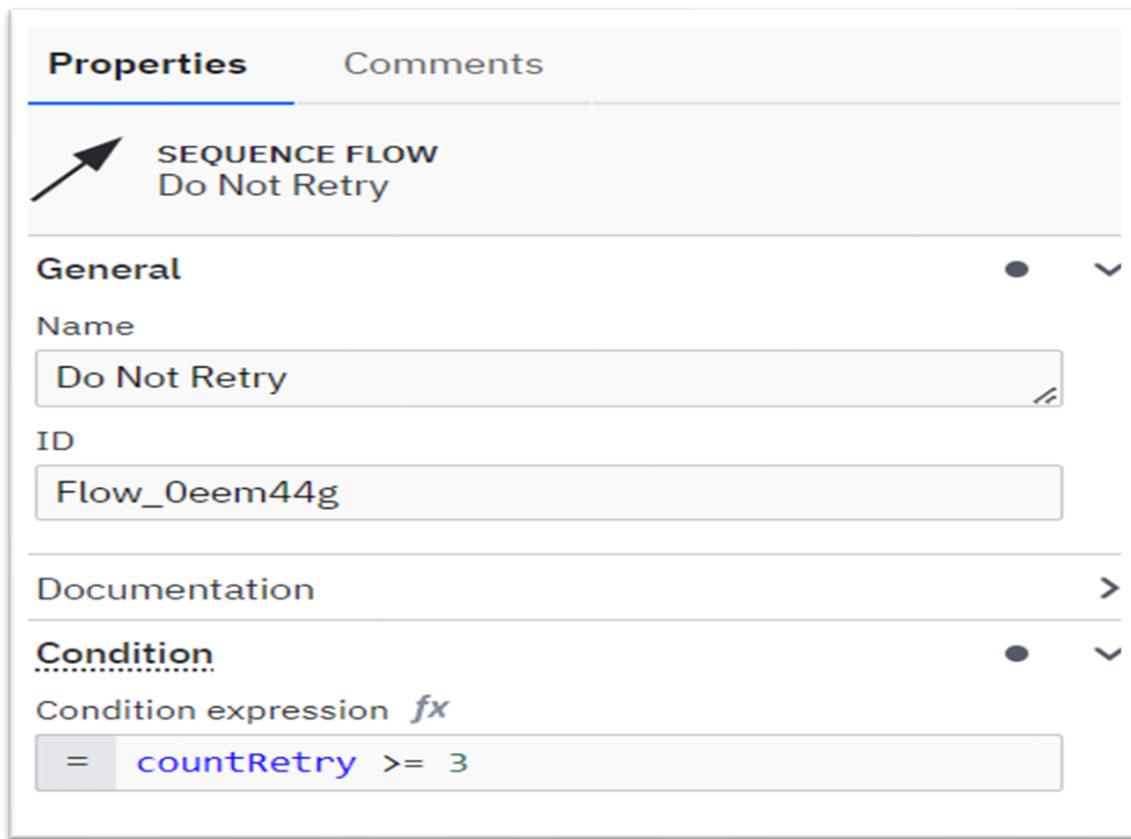 Properties Comments
SEQUENCE FLOW
Do Not Retry
General
Name
Do Not Retry
ID
Flow_0eem44g
Documentation
Condition
Condition expression fx
= countRetry >= 3